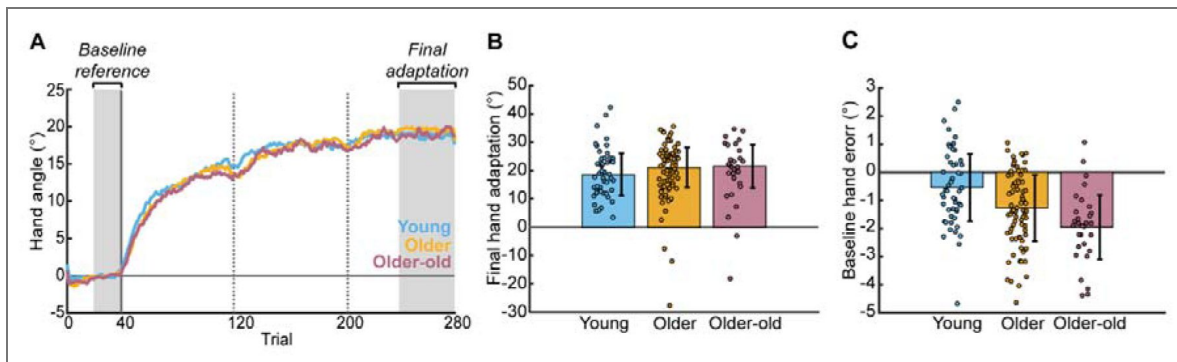 A
Baseline
reference
Final
adaptation
Hand angle (°)
25
20
15
10
5
0
-5
Young
Older
Older-old
0
40
120
200
280
Trial
B
Final hand adaptation (°)
50
40
30
20
10
0
-10
-20
-30
Young
Older
Older-old
C
Baseline hand erorr (°)
3
2
1
0
-1
-2
-3
-4
-5
Young
Older
Older-old